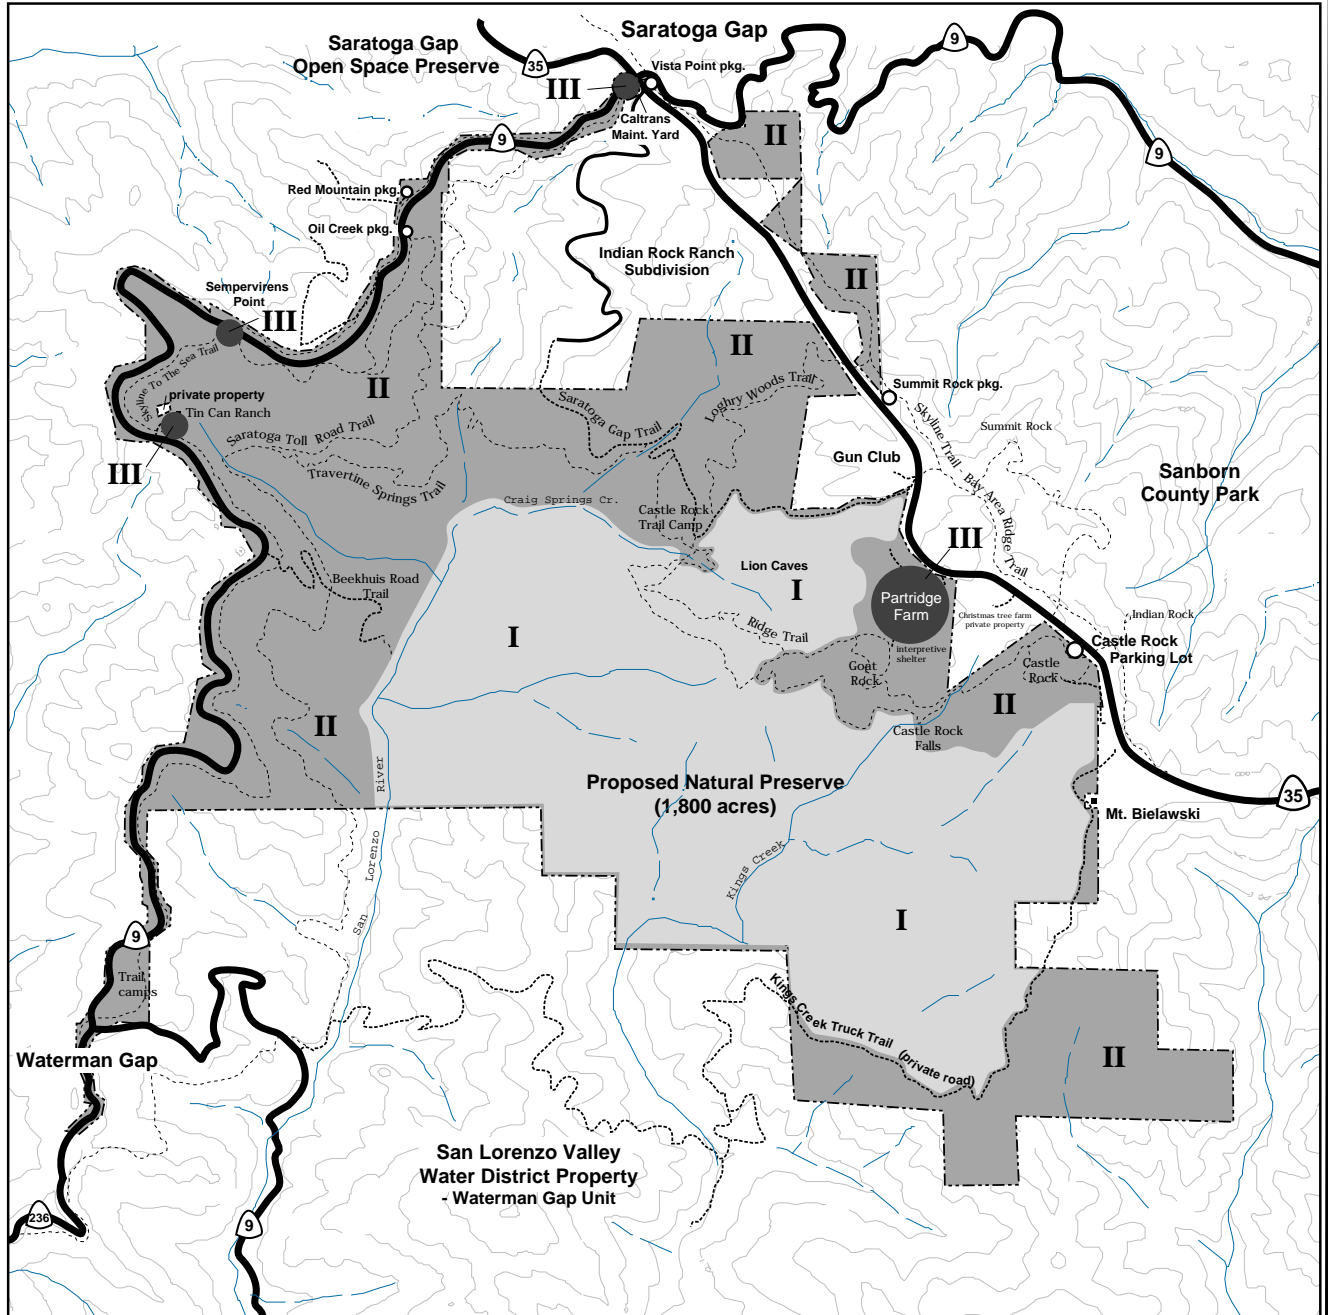 Saratoga Gap
9
Saratoga Gap
Open Space Preserve
35
Vista Point pkg.
III
Caltrans
Maint. Yard
9
II
9
Red Mountain pkg.
Oil Creek pkg.
Indian Rock Ranch
Subdivision
II
Sempervirens
Point
III
II
Skyline To The Sea Trail
II
private property
Tin Can Ranch
Loghry Woods Trail
Summit Rock pkg.
Saratoga Gap Trail
Skyline Trail
Summit Rock
Saratoga Toll Road Trail
III
Travertine Springs Trail
Gun Club
Sanborn
County Park
Bay Area Ridge Trail
Craig Springs Cr.
Castle Rock
Trail Camp
III
Lion Caves
I
Beekhuis Road
Trail
Partridge
Farm
Christmas tree farm
private property
Indian Rock
I
Ridge Trail
interpretive
shelter
Castle Rock
Parking Lot
Goat
Rock
Castle
Rock
II
II
Castle Rock
Falls
River
Proposed Natural Preserve
(1,800 acres)
35
Mt. Bielawski
Lorenzo
Kings Creek
San
I
9
Trail
camps
Kings Creek Truck Trail (private road)
Waterman Gap
II
San Lorenzo Valley
Water District Property
- Waterman Gap Unit
236
9